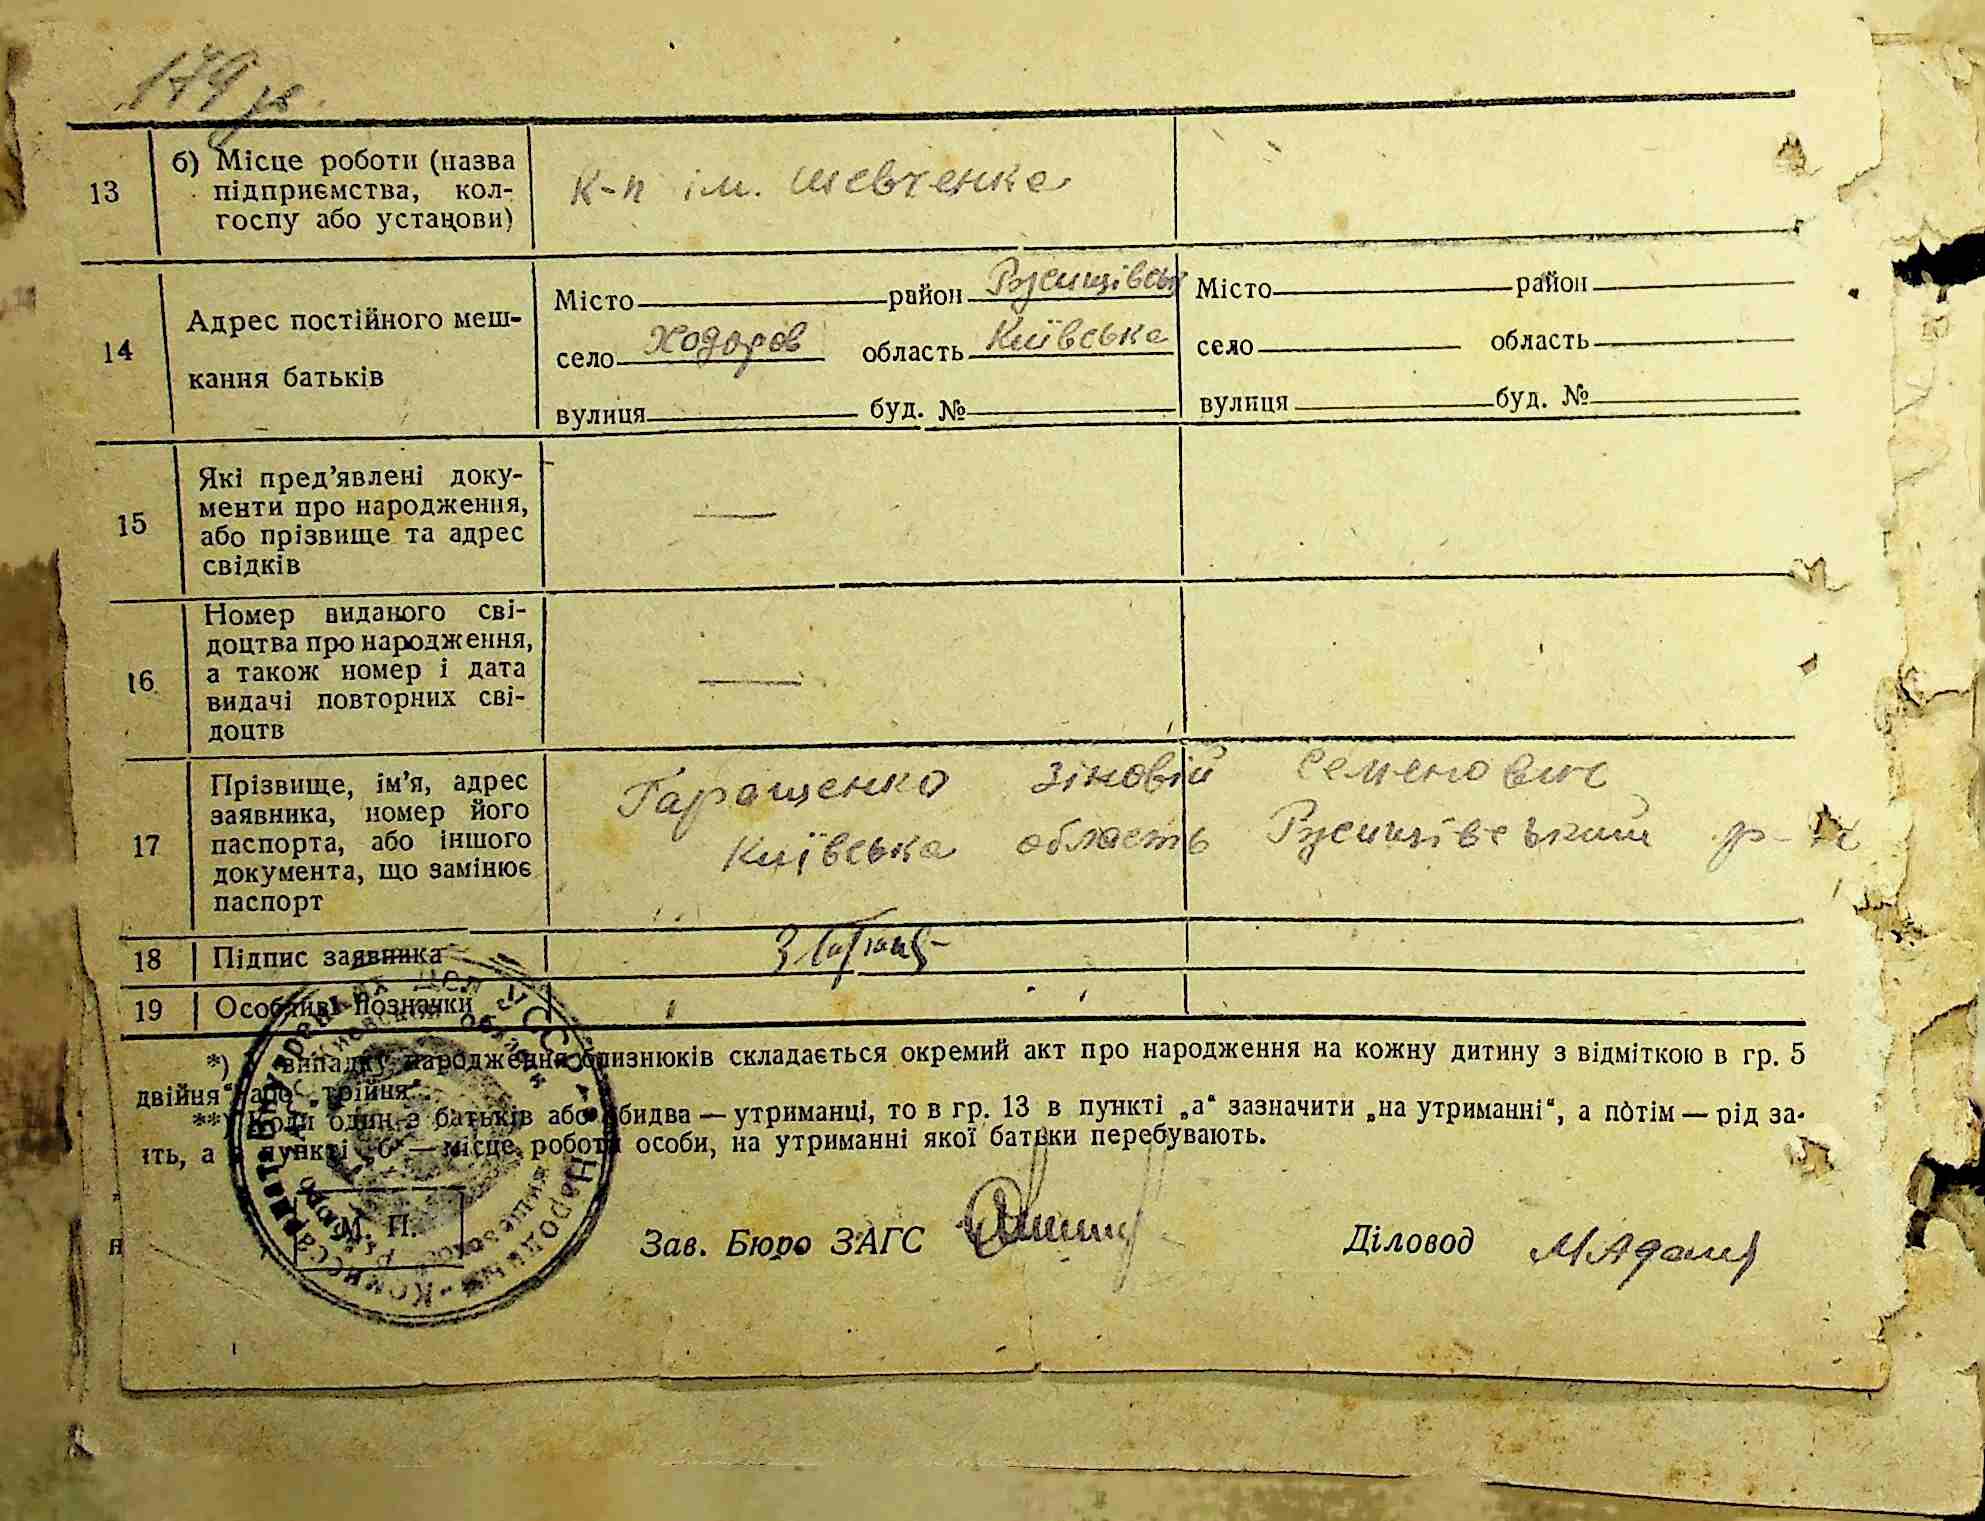 179
13
б) Місце роботи (назва
підприємства, кол-
госпу або установи)
К-п ім. Шевченка
14
Адрес постійного меш-
кання батьків
Місто район Ржищівськ
село Ходорів область Київська
вулиця буд. №
Місто район
село область
вулиця буд. №
15
Які пред’явлені доку-
менти про народження,
або прізвище та адрес
свідків
—
16
Номер виданого сві-
доцтва про народження,
а також номер і дата
видачі повторних сві-
доцтв
—
17
Прізвище, ім’я, адрес
заявника, номер його
паспорта, або іншого
документа, що замінює
паспорт
Гаращенко Зіновій Семенович
Київська область Ржищівський р-н
18 Підпис заявника
19 Особливі позначки
*) випадку народження близнюків складається окремий акт про народження на кожну дитину з відміткою в гр. 5
двійня“ або „трійня“.
**) Коли один з батьків або обидва — утриманці, то в гр. 13 в пункті „а“ зазначити „на утриманні“, а потім — рід за-
іть, а в пункті „б“ — місце роботи особи, на утриманні якої батьки перебувають.
М. П.
Зав. Бюро ЗАГС
Діловод